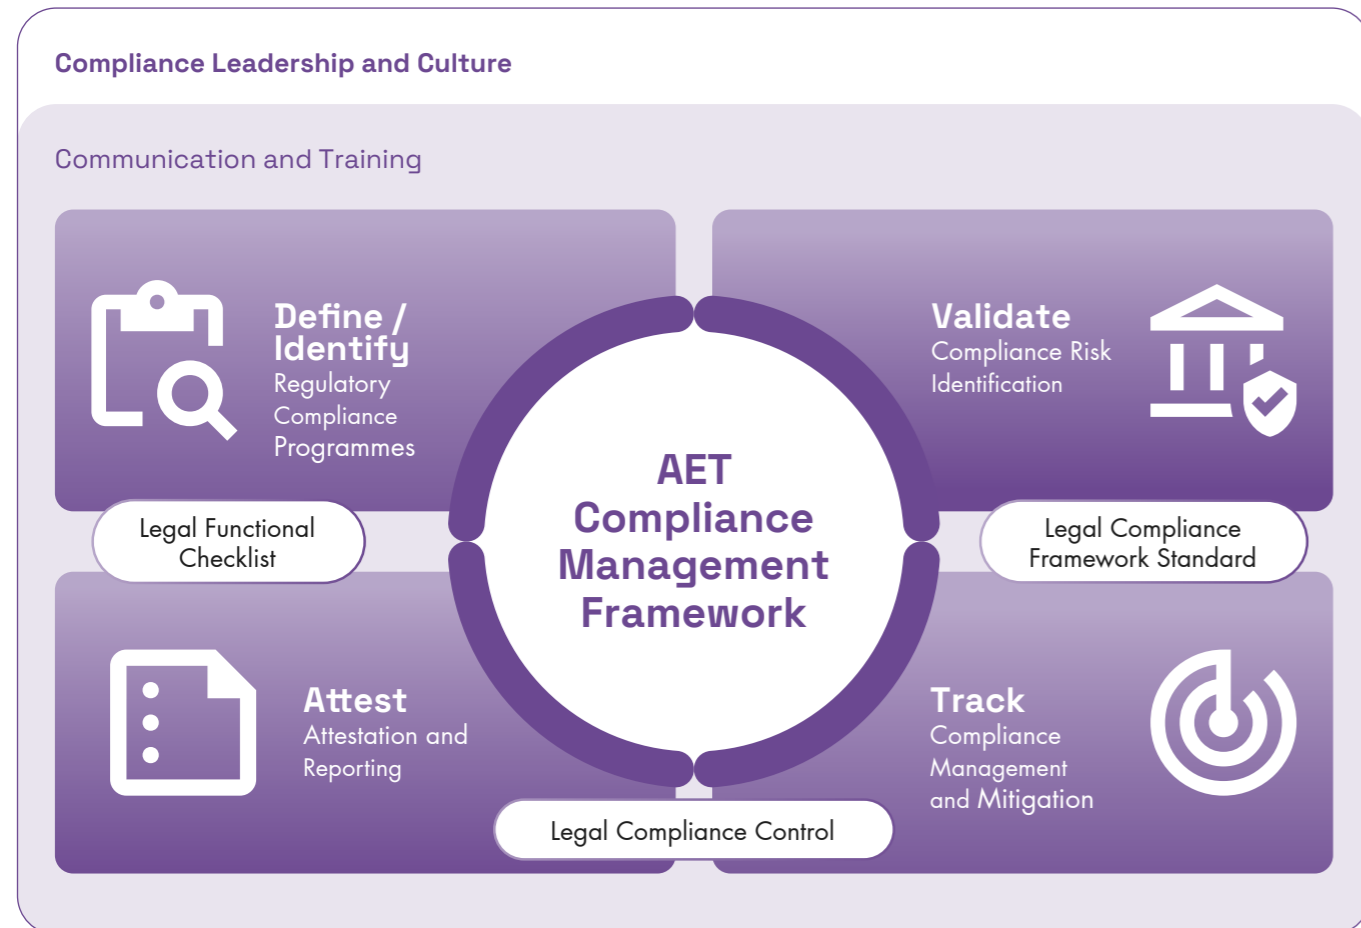 Compliance Leadership and Culture
Communication and Training
Define /
Identify
Regulatory
Compliance
Programmes
Validate
Compliance Risk
Identification
AET
Compliance
Management
Framework
Legal Functional
Checklist
Legal Compliance
Framework Standard
Attest
Attestation and
Reporting
Track
Compliance
Management
and Mitigation
Legal Compliance Control